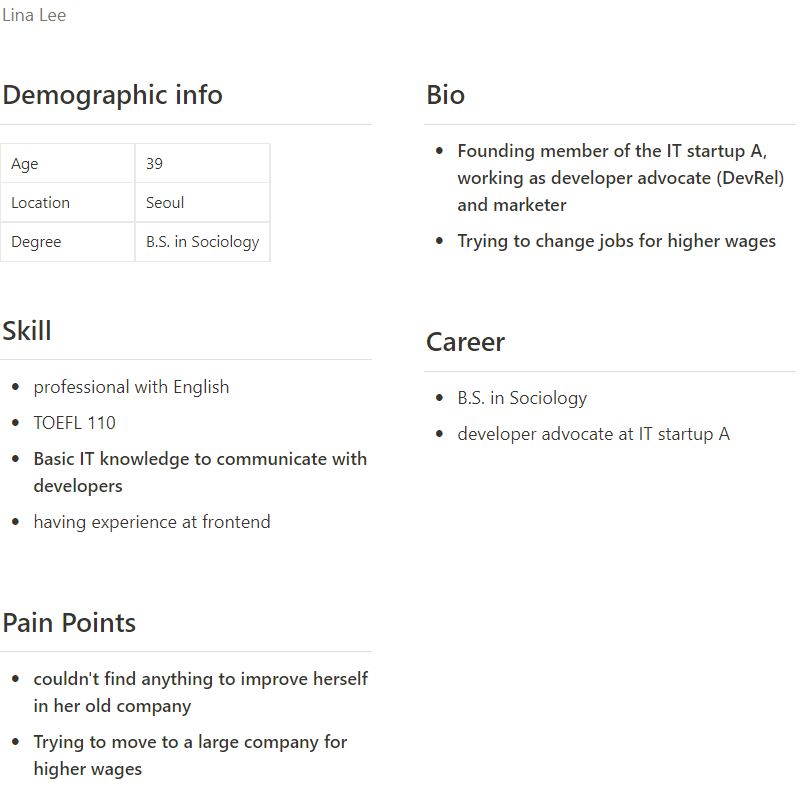 Lina Lee
Demographic info
Age 39
Location Seoul
Degree B.S. in Sociology
Skill
professional with English
TOEFL 110
Basic IT knowledge to communicate with
developers
having experience at frontend
Pain Points
couldn't find anything to improve herself
in her old company
Trying to move to a large company for
higher wages
Bio
Founding member of the IT startup A,
working as developer advocate (DevRel)
and marketer
Trying to change jobs for higher wages
Career
B.S. in Sociology
developer advocate at IT startup A